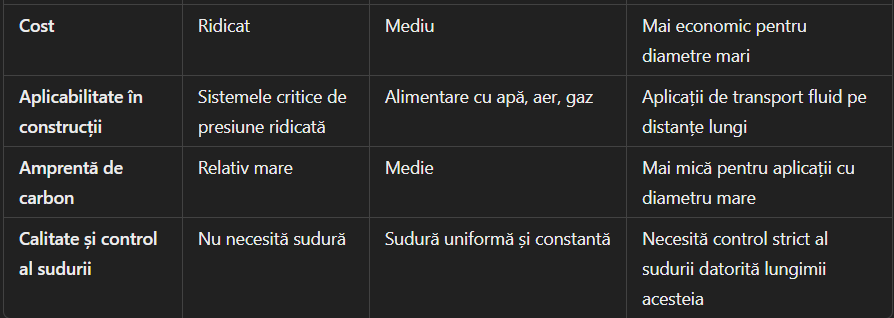 Cost Ridicat Mediu Mai economic pentru
diametre mari
Aplicabilitate în Sistemele critice de Alimentare cu apă, aer, gaz Aplicații de transport fluid pe
construcții presiune ridicată distanțe lungi
Amprentă de Relativ mare Medie Mai mică pentru aplicații cu
carbon diametru mare
Calitate și control Nu necesită sudură Sudură uniformă și constantă Necesită control strict al
al sudurii sudurii datorită lungimii
acesteia